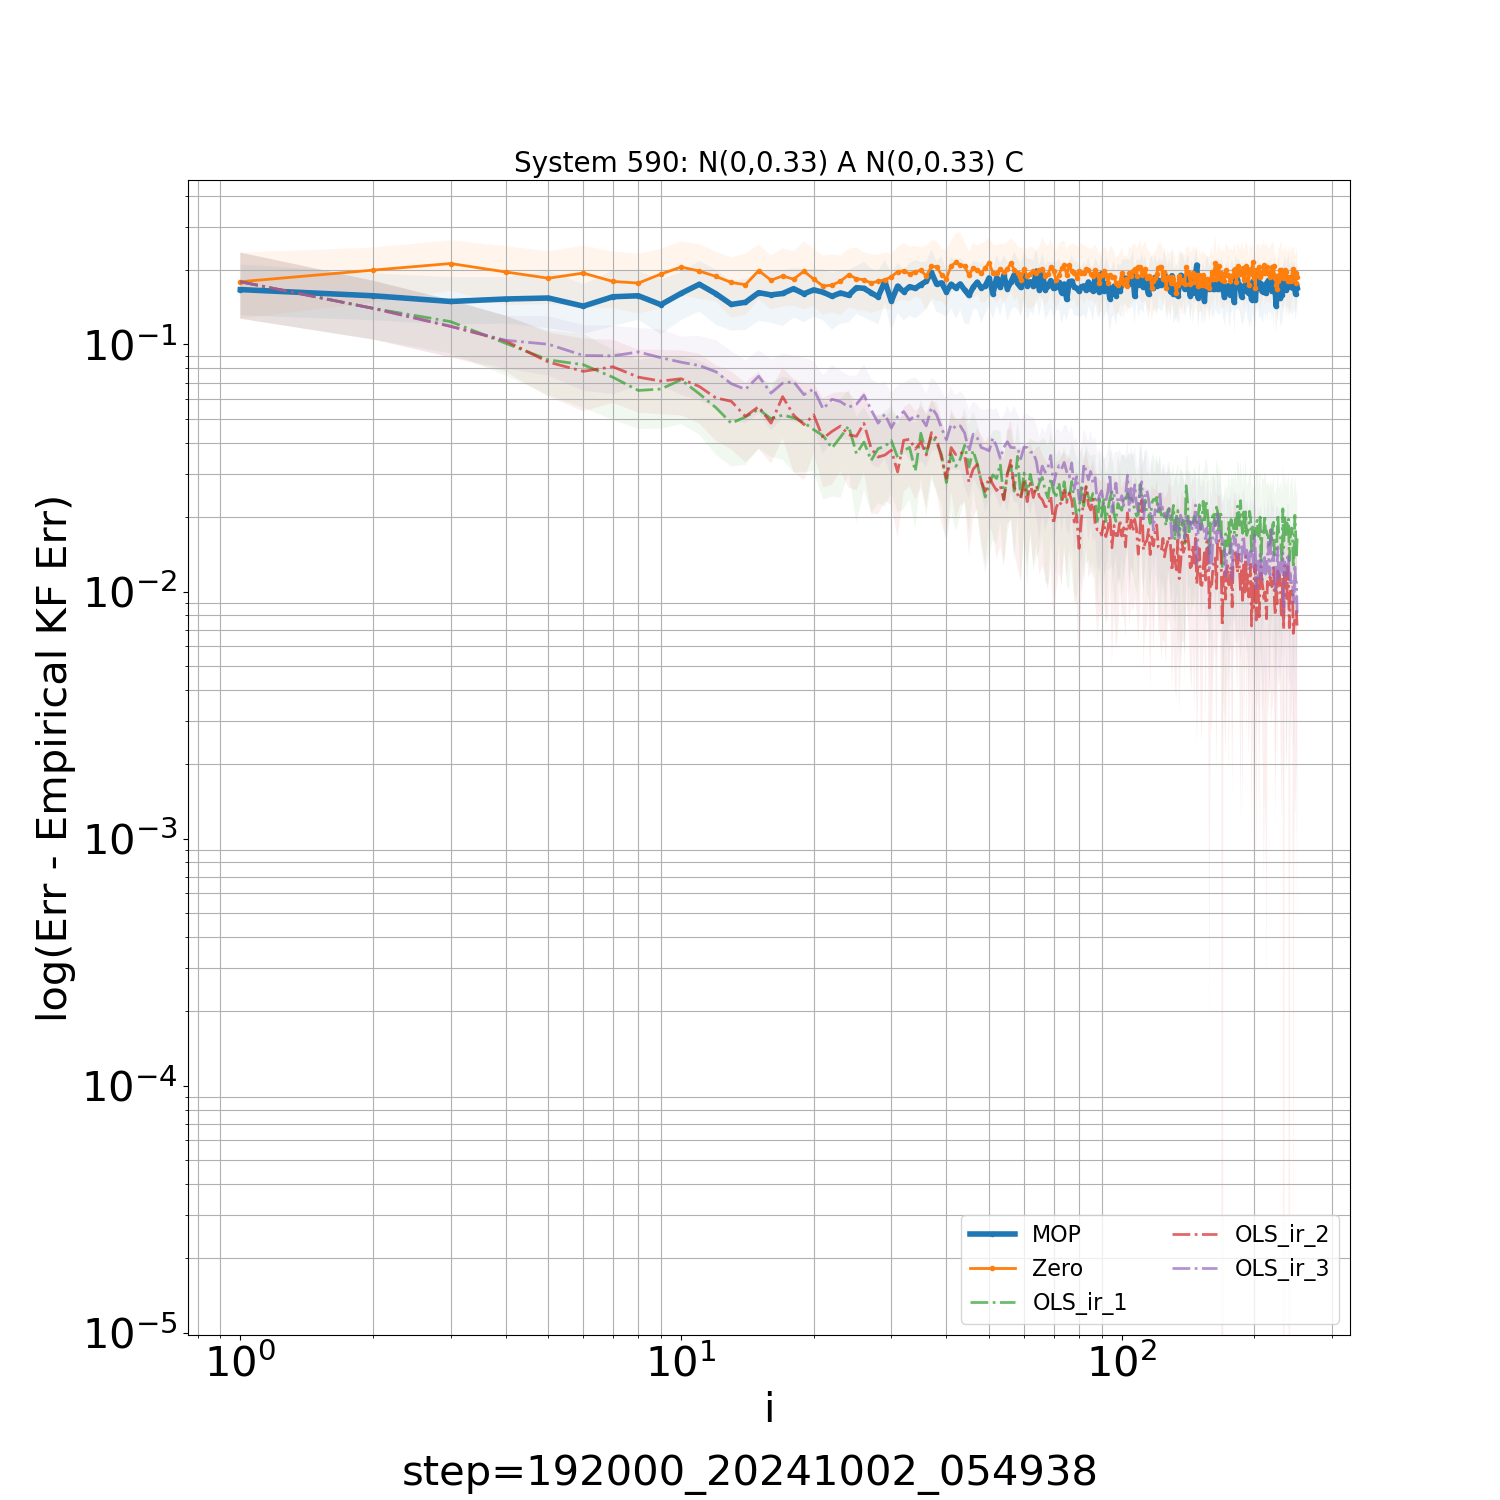 System 590: N(0,0.33) A N(0,0.33) C
log(Err - Empirical KF Err)
10⁻¹
10⁻²
10⁻³
10⁻⁴
10⁻⁵
10⁰ 10¹ 10²
MOP
Zero
OLS_ir_1
OLS_ir_2
OLS_ir_3
i
step=192000_20241002_054938